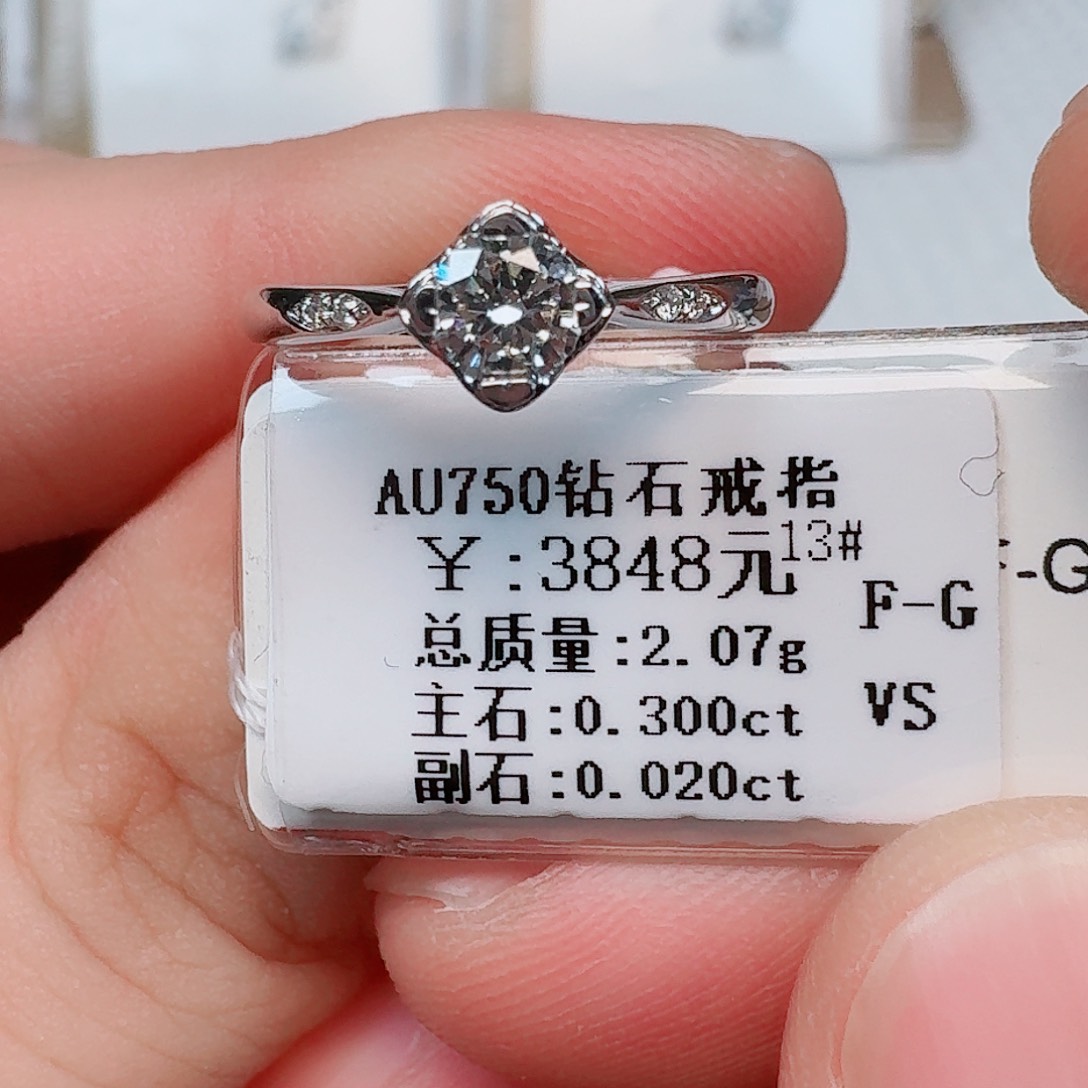 AU750钻石戒指
￥:3848元13#
F-G
总质量:2.07g
主石:0.300ct
VS
副石:0.020ct
-G